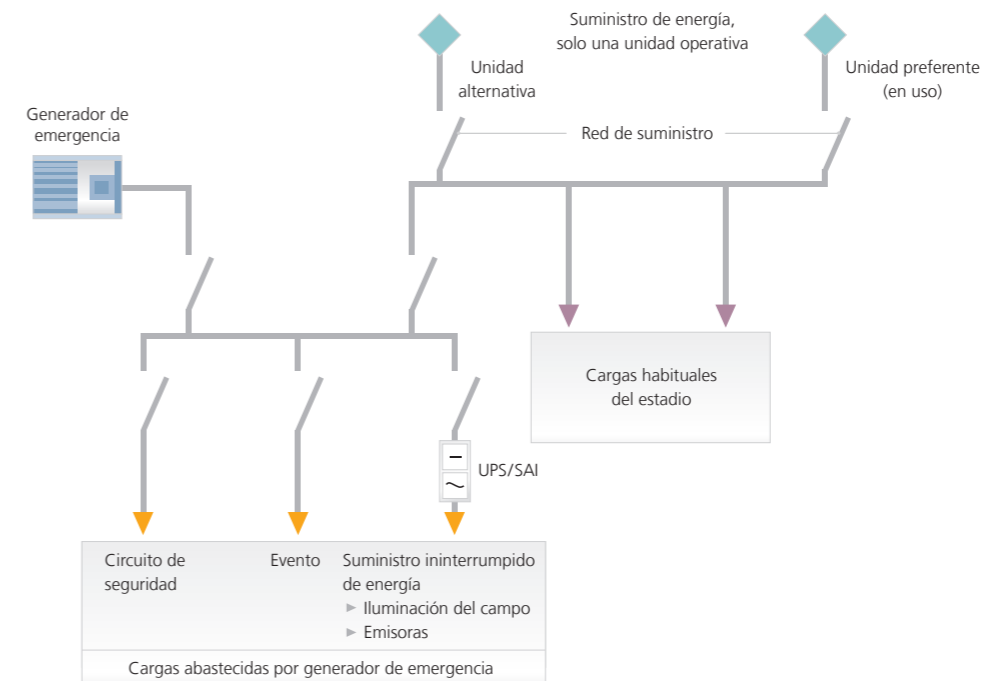 Suministro de energía,
solo una unidad operativa
Unidad
alternativa
Unidad preferente
(en uso)
Generador de
emergencia
Red de suministro
Cargas habituales
del estadio
UPS/SAI
Circuito de
seguridad
Evento
Suministro ininterrumpido
de energía
► Iluminación del campo
► Emisoras
Cargas abastecidas por generador de emergencia